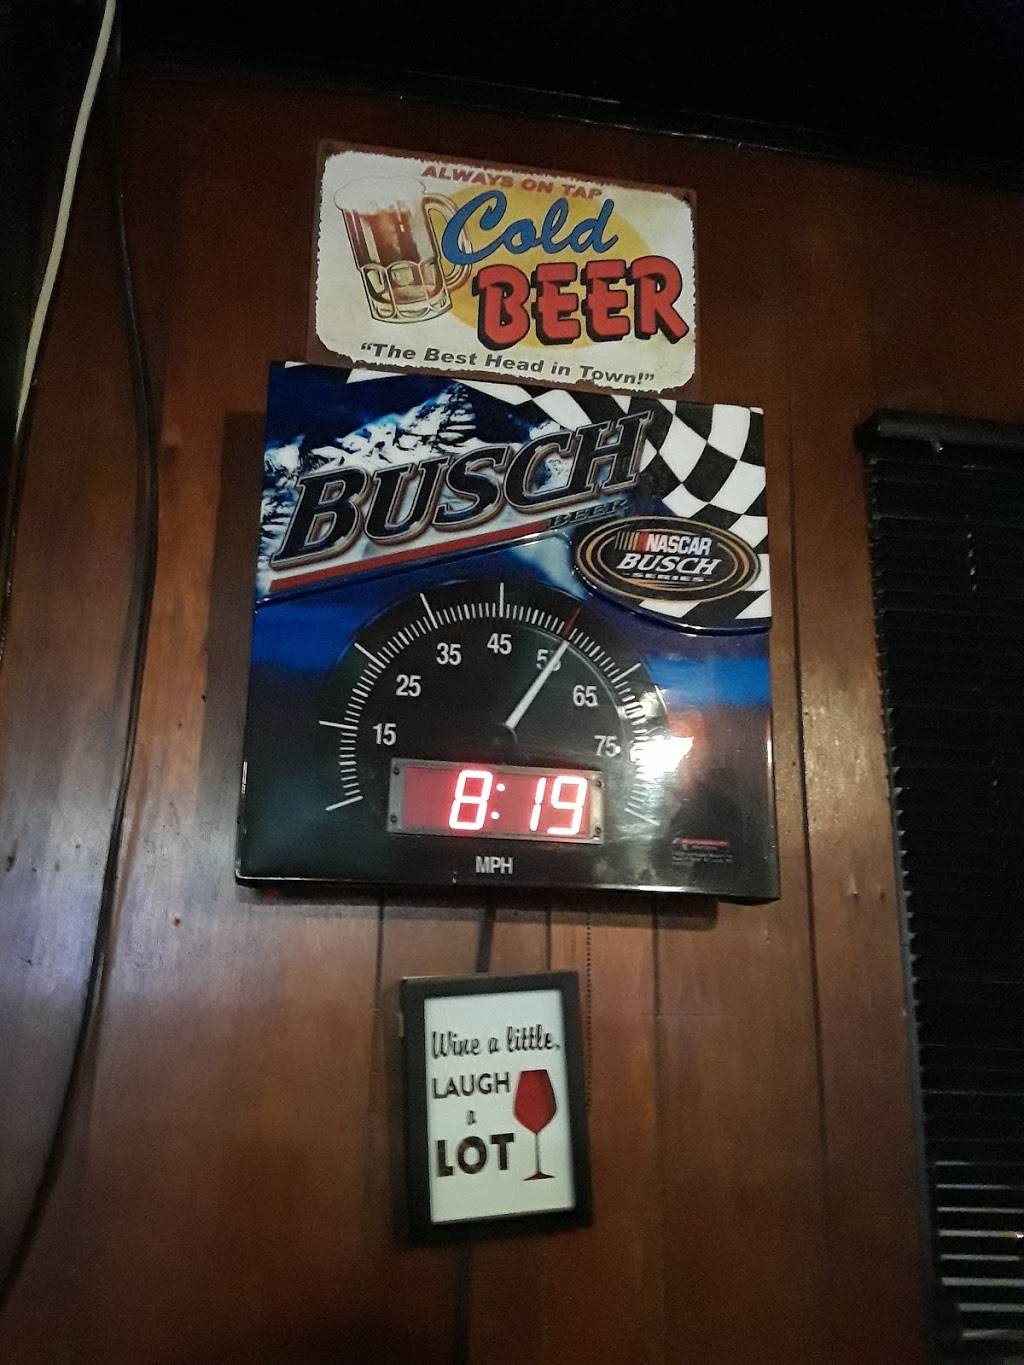 ALWAYS ON TAP
Cold
BEER
"The Best Head in Town!"
BUSCH
BEER
NASCAR
BUSCH
SERIES
15 25 35 45 55 65 75
8:19
MPH
Wine a little,
LAUGH
a
LOT